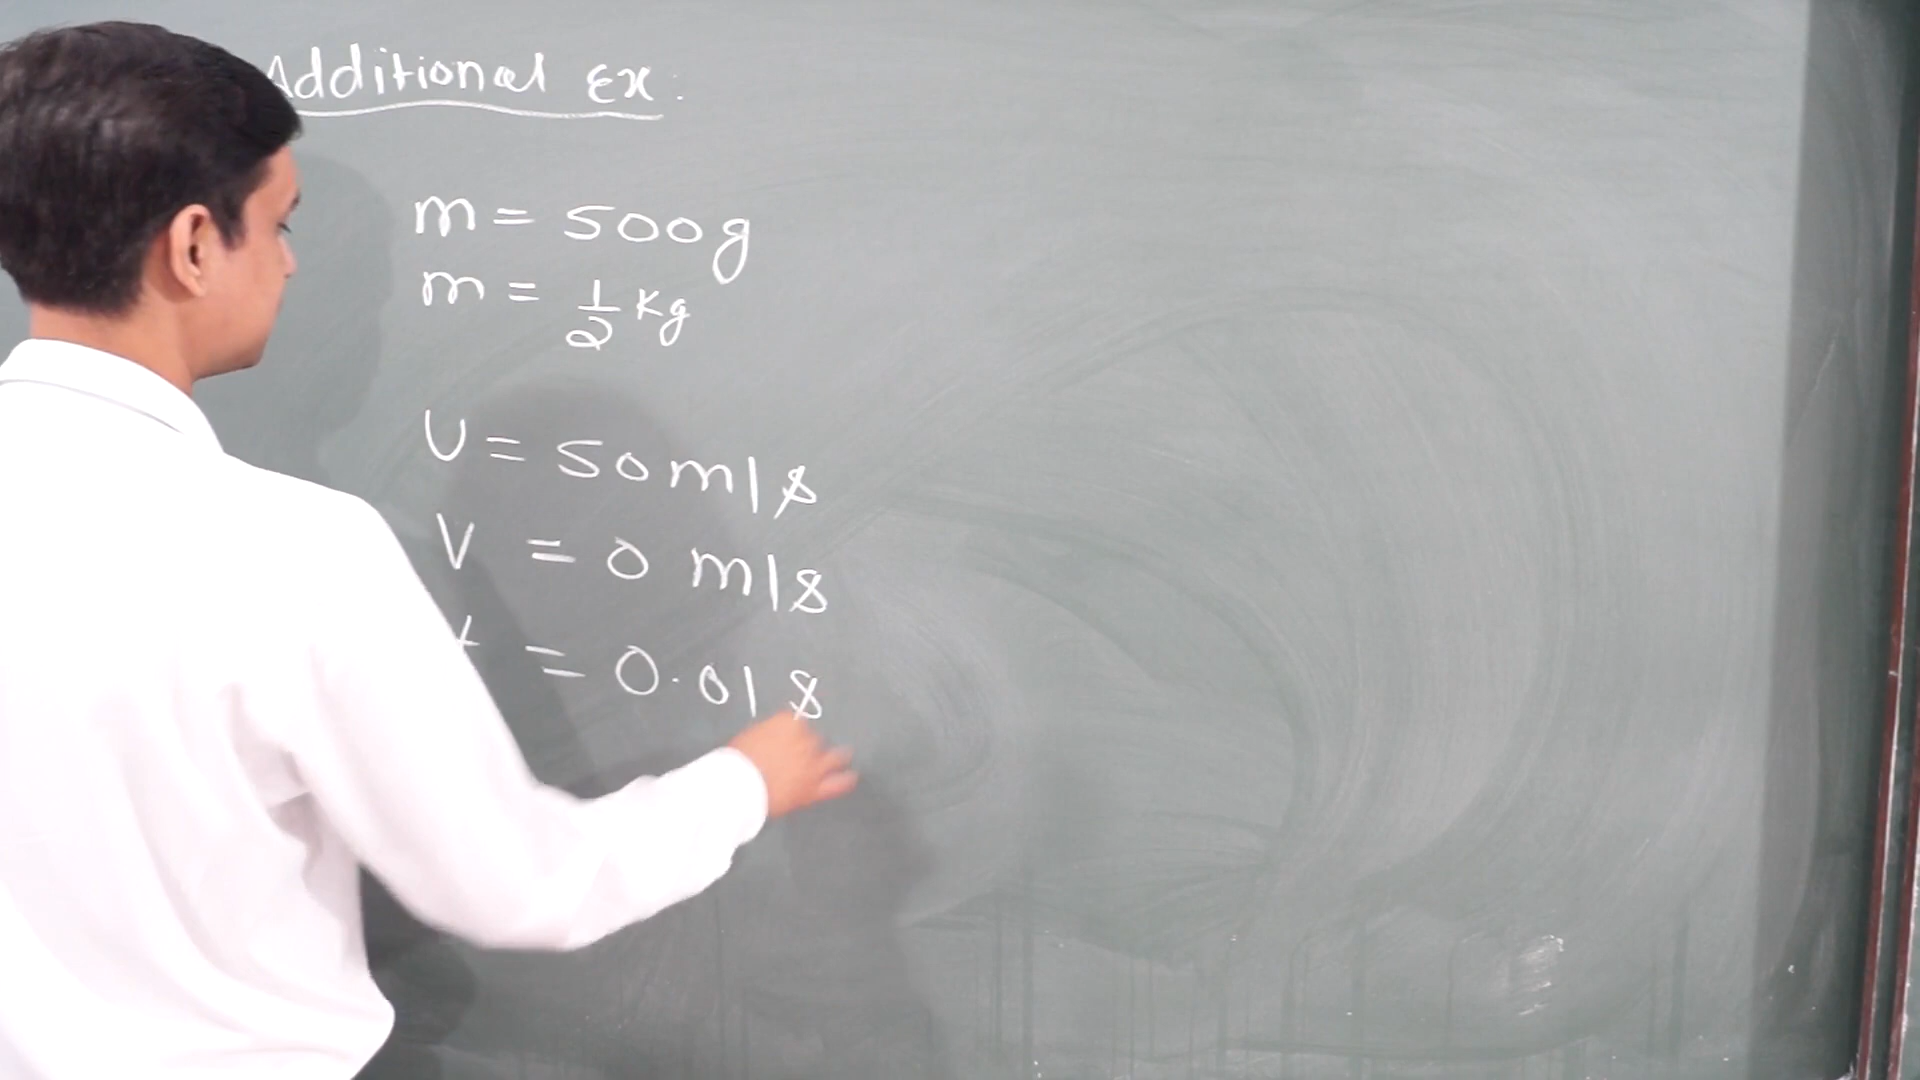 Additional Ex:
m = 500g
m = 1/2 Kg
U = 50 m/s
V = 0 m/s
t = 0.01 s